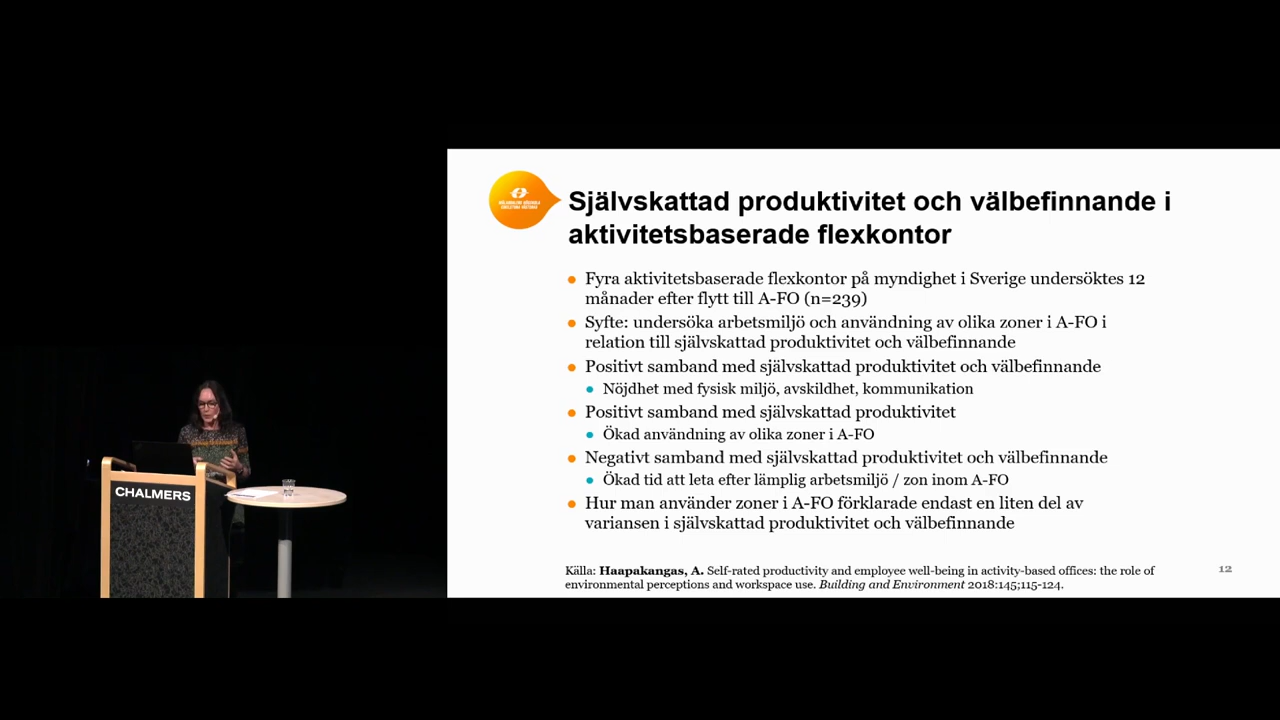 CHALMERS
Självskattad produktivitet och välbefinnande i
aktivitetsbaserade flexkontor
Fyra aktivitetsbaserade flexkontor på myndighet i Sverige undersöktes 12
månader efter flytt till A-FO (n=239)
Syfte: undersöka arbetsmiljö och användning av olika zoner i A-FO i
relation till självskattad produktivitet och välbefinnande
Positivt samband med självskattad produktivitet och välbefinnande
Nöjdhet med fysisk miljö, avskildhet, kommunikation
Positivt samband med självskattad produktivitet
Ökad användning av olika zoner i A-FO
Negativt samband med självskattad produktivitet och välbefinnande
Ökad tid att leta efter lämplig arbetsmiljö / zon inom A-FO
Hur man använder zoner i A-FO förklarade endast en liten del av
variansen i självskattad produktivitet och välbefinnande
Källa: Haapakangas, A. Self-rated productivity and employee well-being in activity-based offices: the role of
environmental perceptions and workspace use. Building and Environment 2018:145;115-124.
12